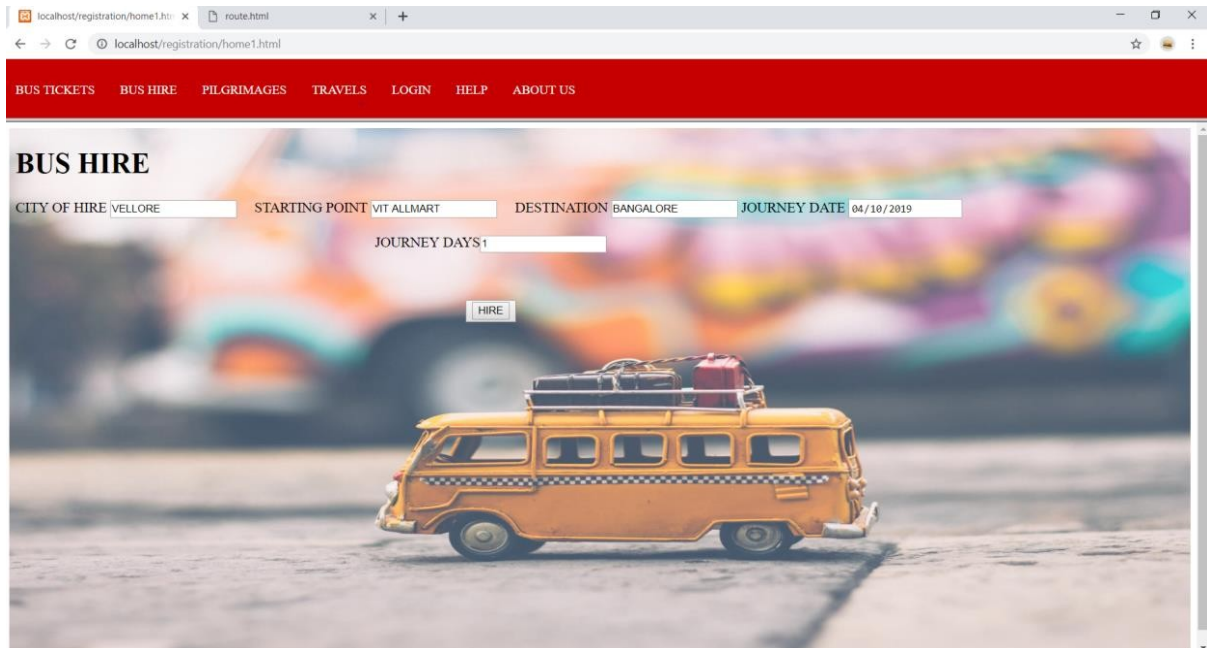 localhost/registration/home1.htm
route.html
localhost/registration/home1.html
BUS TICKETS BUS HIRE PILGRIMAGES TRAVELS LOGIN HELP ABOUT US
BUS HIRE
CITY OF HIRE VELLORE STARTING POINT VIT ALLMART DESTINATION BANGALORE JOURNEY DATE 04/10/2019
JOURNEY DAYS 1
HIRE